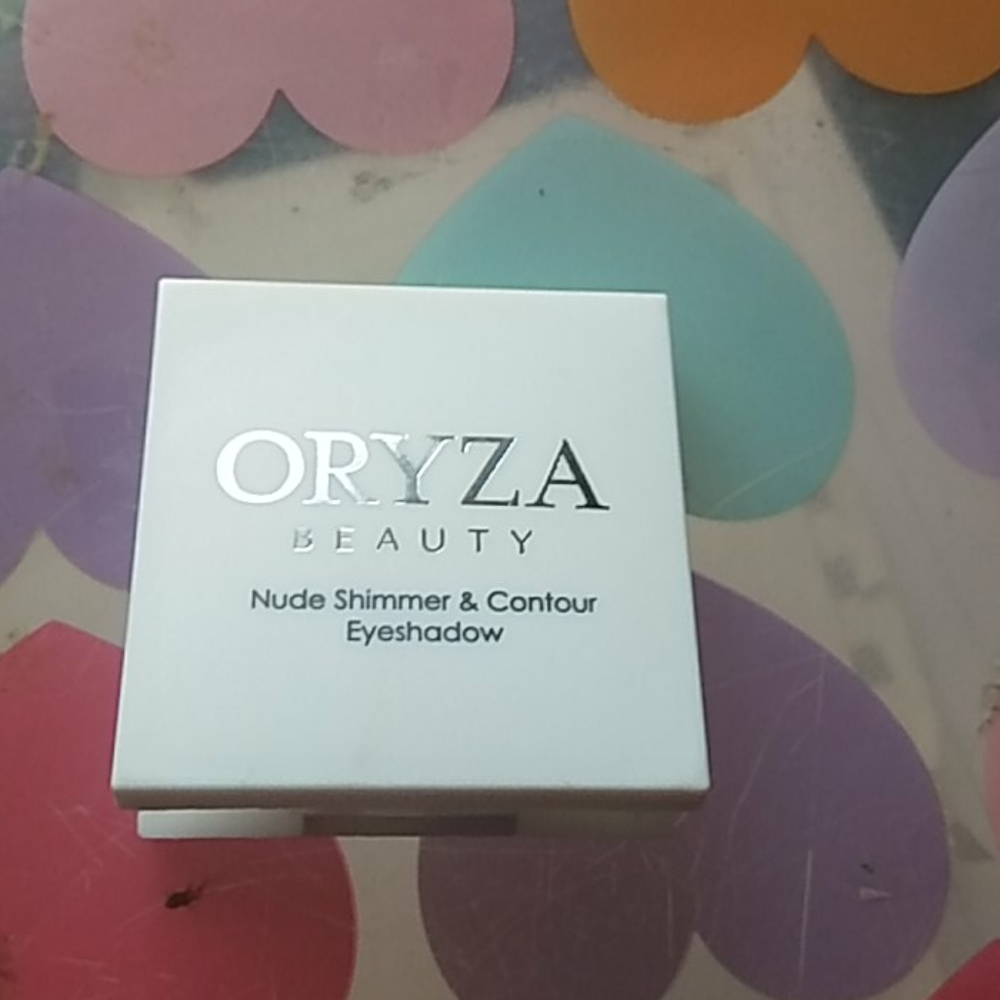 ORYZA
BEAUTY
Nude Shimmer & Contour
Eyeshadow